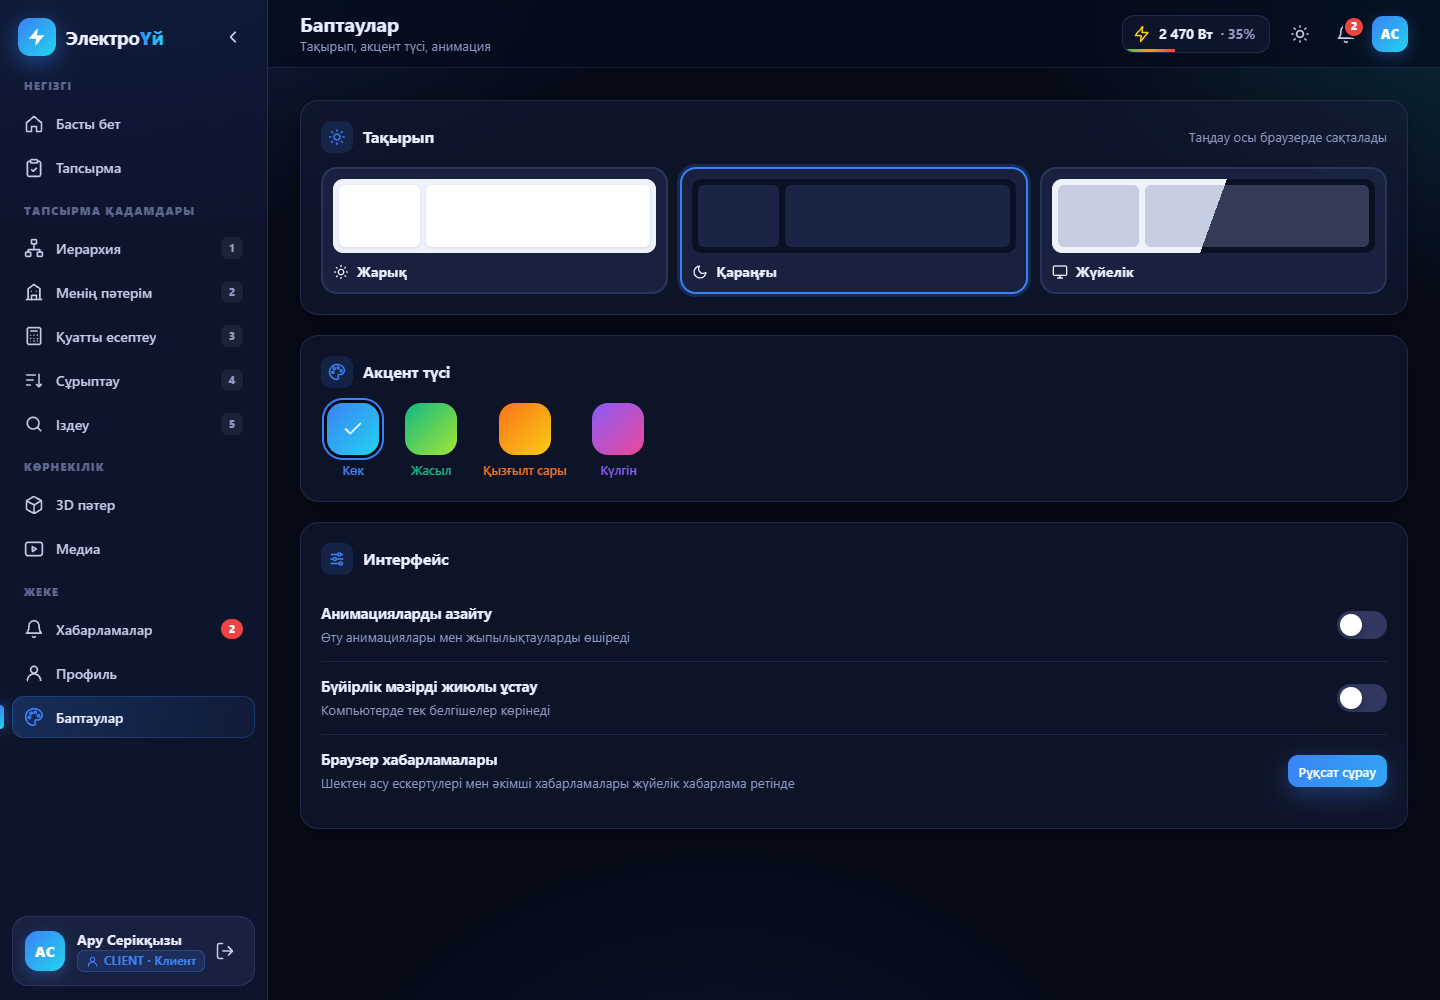 ЭлектроҮй
НЕГІЗГІ
Басты бет
Тапсырма
ТАПСЫРМА ҚАДАМДАРЫ
Иерархия 1
Менің пәтерім 2
Қуатты есептеу 3
Сұрыптау 4
Іздеу 5
КӨРНЕКІЛІК
3D пәтер
Медиа
ЖЕКЕ
Хабарламалар 2
Профиль
Баптаулар
АС
Ару Серікқызы
CLIENT · Клиент
Баптаулар
Тақырып, акцент түсі, анимация
2 470 Вт · 35%
2
АС
Тақырып
Таңдау осы браузерде сақталады
Жарық
Қараңғы
Жүйелік
Акцент түсі
Көк
Жасыл
Қызғылт сары
Күлгін
Интерфейс
Анимацияларды азайту
Өту анимациялары мен жыпылықтауларды өшіреді
Бүйірлік мәзірді жиюлы ұстау
Компьютерде тек белгішелер көрінеді
Браузер хабарламалары
Шектен асу ескертулері мен әкімші хабарламалары жүйелік хабарлама ретінде
Рұқсат сұрау